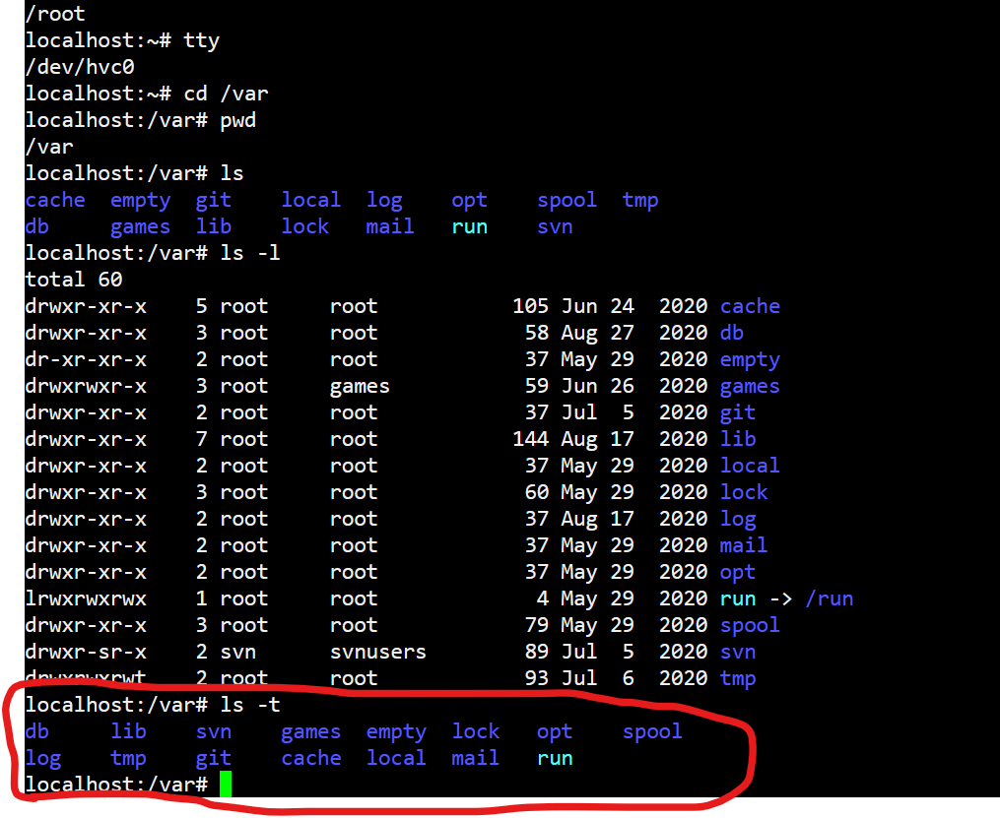 /root
localhost:~# tty
/dev/hvc0
localhost:~# cd /var
localhost:/var# pwd
/var
localhost:/var# ls
cache  empty  git    local  log    opt    spool  tmp
db     games  lib    lock   mail   run    svn
localhost:/var# ls -l
total 60
drwxr-xr-x    5 root     root           105 Jun 24  2020 cache
drwxr-xr-x    3 root     root            58 Aug 27  2020 db
dr-xr-xr-x    2 root     root            37 May 29  2020 empty
drwxrwxr-x    3 root     games           59 Jun 26  2020 games
drwxr-xr-x    2 root     root            37 Jul  5  2020 git
drwxr-xr-x    7 root     root           144 Aug 17  2020 lib
drwxr-xr-x    2 root     root            37 May 29  2020 local
drwxr-xr-x    3 root     root            60 May 29  2020 lock
drwxr-xr-x    2 root     root            37 Aug 17  2020 log
drwxr-xr-x    2 root     root            37 May 29  2020 mail
drwxr-xr-x    2 root     root            37 May 29  2020 opt
lrwxrwxrwx    1 root     root             4 May 29  2020 run -> /run
drwxr-xr-x    3 root     root            79 May 29  2020 spool
drwxr-sr-x    2 svn      svnusers        89 Jul  5  2020 svn
drwxrwxrwt    2 root     root            93 Jul  6  2020 tmp
localhost:/var# ls -t
db     lib    svn    games  empty  lock   opt    spool
log    tmp    git    cache  local  mail   run
localhost:/var#